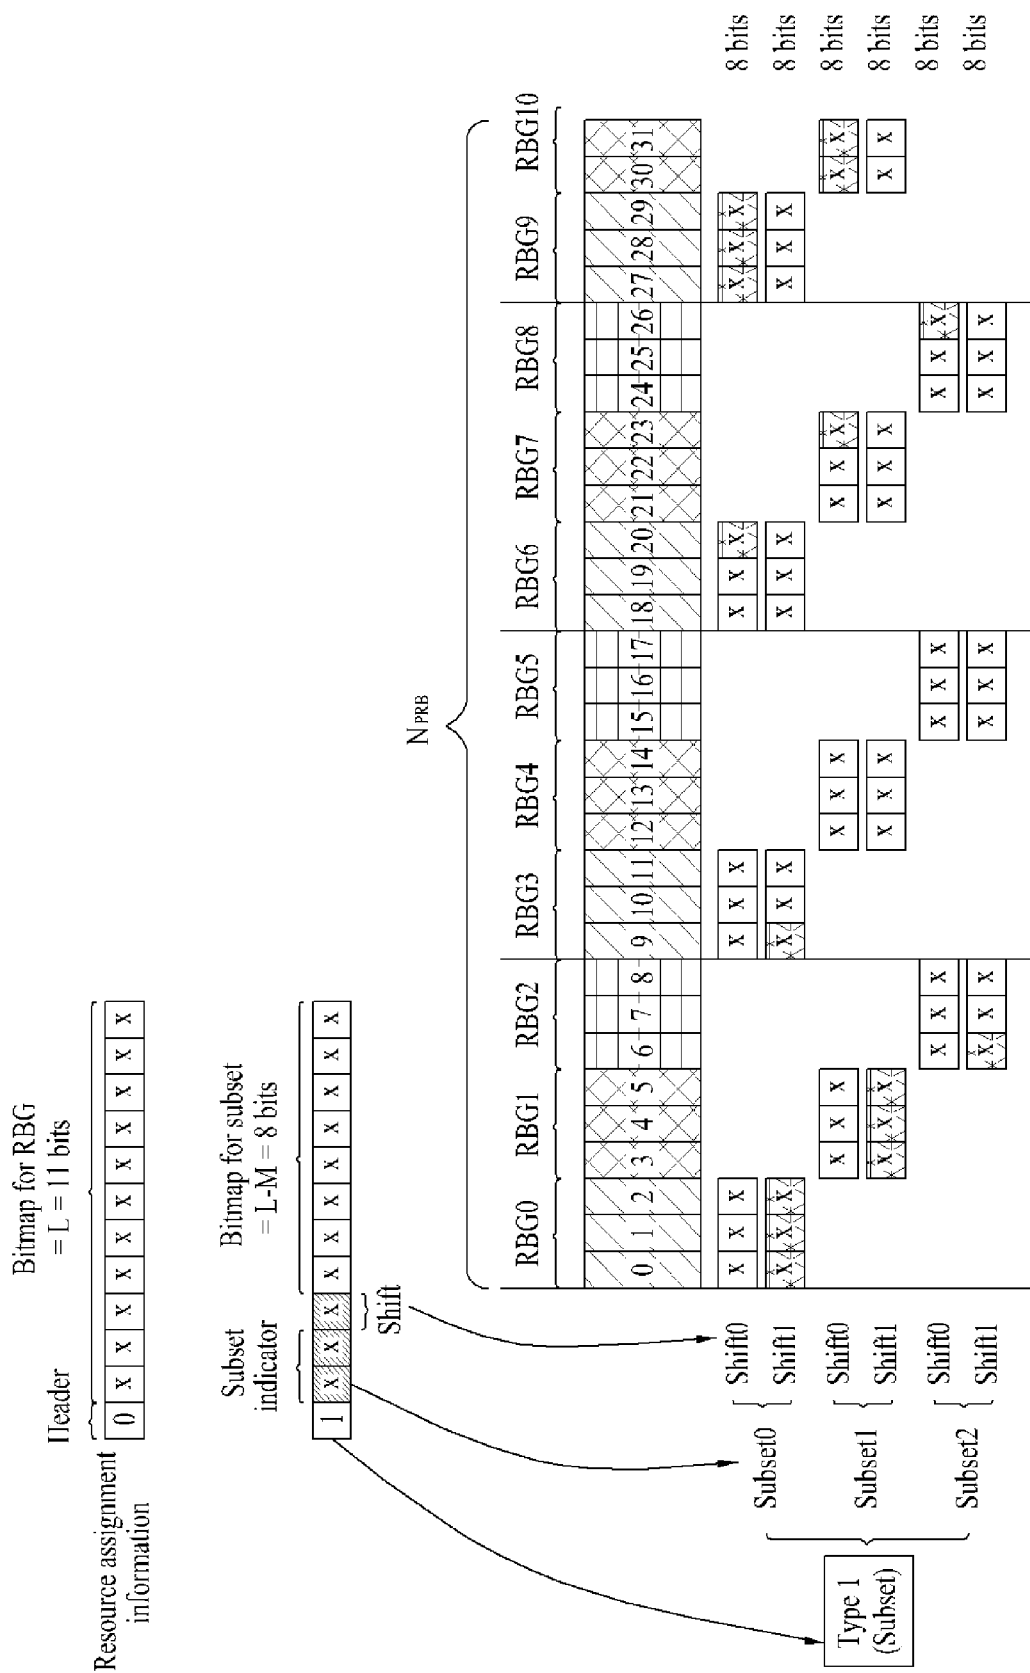 Header
Bitmap for RBG
= L = 11 bits
Resource assignment
information
0 X X X X X X X X X X X
Subset
indicator
Bitmap for subset
= L-M = 8 bits
1 X X X X X X X X X X X
Shift
NPRB
RBG0 RBG1 RBG2 RBG3 RBG4 RBG5 RBG6 RBG7 RBG8 RBG9 RBG10
0 1 2 3 4 5 6 7 8 9 10 11 12 13 14 15 16 17 18 19 20 21 22 23 24 25 26 27 28 29 30 31
Type 1
(Subset)
Subset0
Shift0 X X X X X X X X X X X X 8 bits
Shift1 X X X X X X X X X X X X 8 bits
Subset1
Shift0 X X X X X X X X X X X 8 bits
Shift1 X X X X X X X X X X X 8 bits
Subset2
Shift0 X X X X X X X X X 8 bits
Shift1 X X X X X X X X X 8 bits